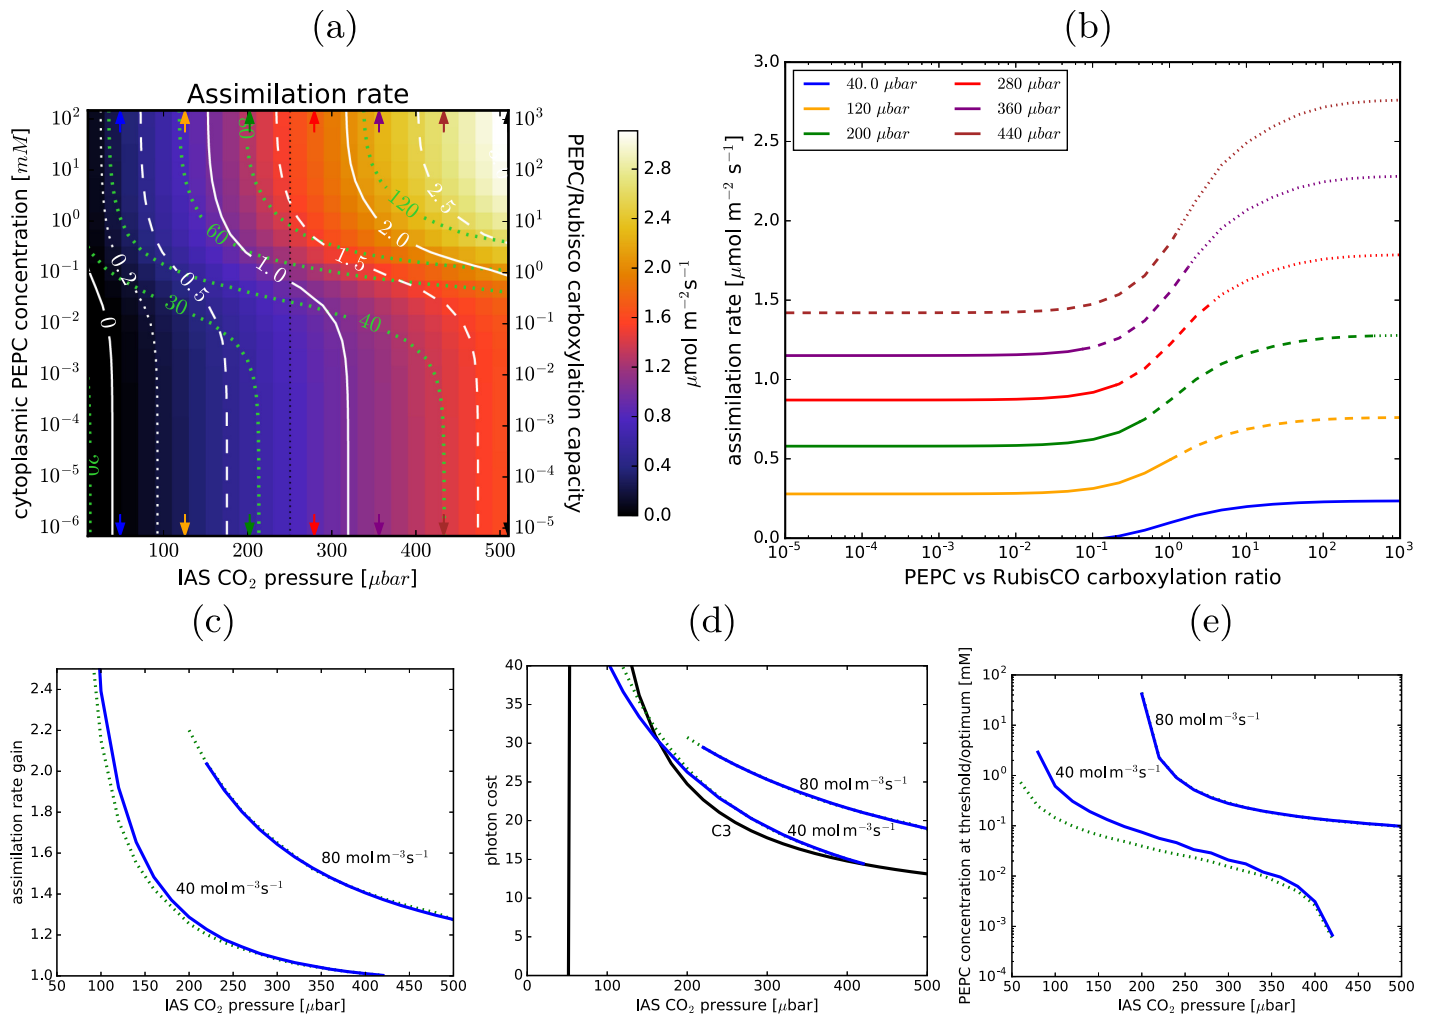 (a)
(b)
Assimilation rate
cytoplasmic PEPC concentration [mM]
10² 10¹ 10⁰ 10⁻¹ 10⁻² 10⁻³ 10⁻⁴ 10⁻⁵ 10⁻⁶
0 0.2 0.5 1.0 1.5 2.0 2.5
20 30 40 60 80 120
10³ 10² 10¹ 10⁰ 10⁻¹ 10⁻² 10⁻³ 10⁻⁴ 10⁻⁵
PEPC/Rubisco carboxylation capacity
100 200 300 400 500
IAS CO₂ pressure [μbar]
2.8
2.4
2.0
1.6
1.2
0.8
0.4
0.0
μmol m⁻²s⁻¹
assimilation rate [μmol m⁻² s⁻¹]
3.0
2.5
2.0
1.5
1.0
0.5
0.0
40.0 μbar
120 μbar
200 μbar
280 μbar
360 μbar
440 μbar
10⁻⁵ 10⁻⁴ 10⁻³ 10⁻² 10⁻¹ 10⁰ 10¹ 10² 10³
PEPC vs RubisCO carboxylation ratio
(c)
(d)
(e)
assimilation rate gain
2.4
2.2
2.0
1.8
1.6
1.4
1.2
1.0
80 mol m⁻³s⁻¹
40 mol m⁻³s⁻¹
50 100 150 200 250 300 350 400 450 500
IAS CO₂ pressure [μbar]
photon cost
40
35
30
25
20
15
10
5
0
80 mol m⁻³s⁻¹
40 mol m⁻³s⁻¹
C3
0 100 200 300 400 500
IAS CO₂ pressure [μbar]
PEPC concentration at threshold/optimum [mM]
10²
10¹
10⁰
10⁻¹
10⁻²
10⁻³
10⁻⁴
80 mol m⁻³s⁻¹
40 mol m⁻³s⁻¹
50 100 150 200 250 300 350 400 450 500
IAS CO₂ pressure [μbar]